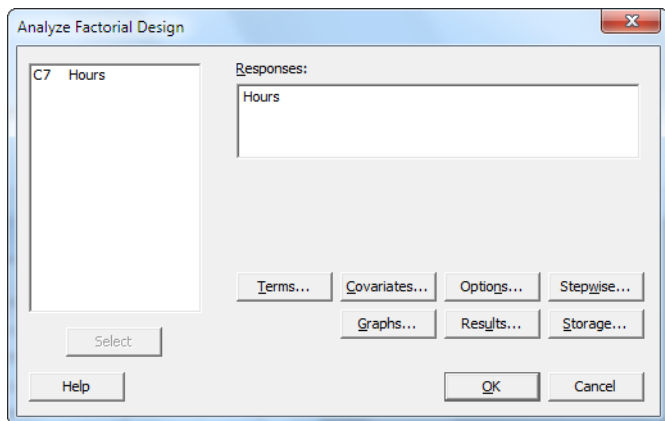 Analyze Factorial Design
C7 Hours
Responses:
Hours
Terms...
Covariates...
Options...
Stepwise...
Graphs...
Results...
Storage...
Select
Help
OK
Cancel